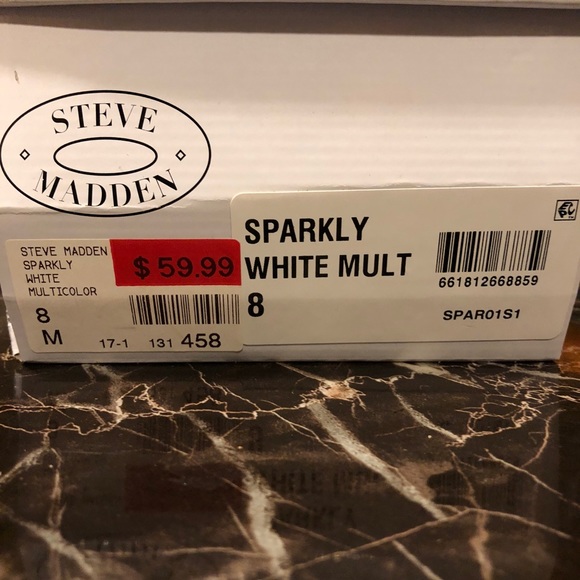 STEVE
MADDEN
STEVE MADDEN
SPARKLY
WHITE
MULTICOLOR
$59.99
8
M
17-1 131 458
SPARKLY
WHITE MULT
8
661812668859
SPAR01S1